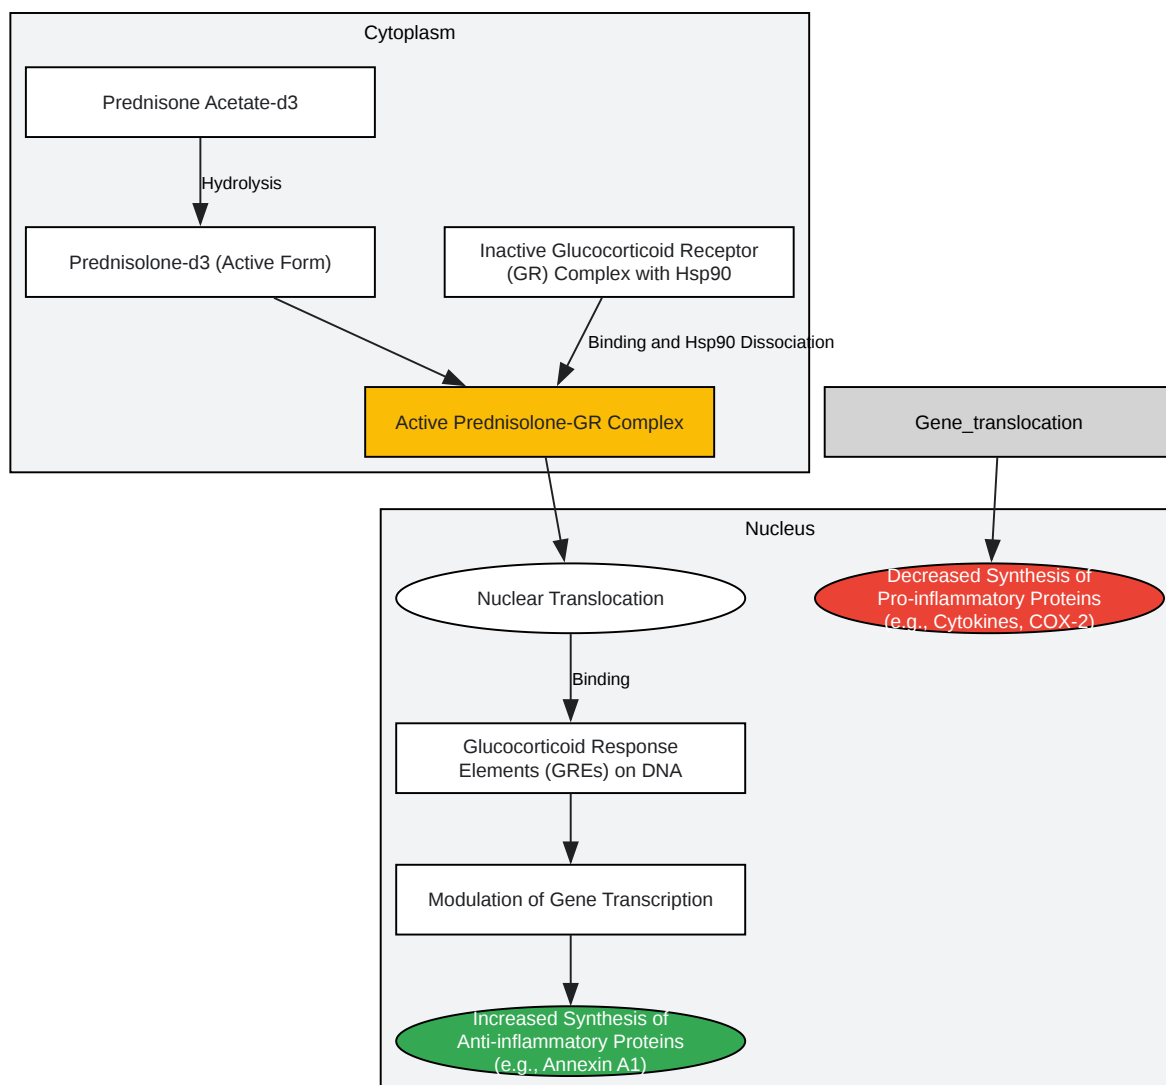 Cytoplasm
Prednisone Acetate-d3
Hydrolysis
Prednisolone-d3 (Active Form)
Inactive Glucocorticoid Receptor
(GR) Complex with Hsp90
Binding and Hsp90 Dissociation
Active Prednisolone-GR Complex
Gene_translocation
Nucleus
Nuclear Translocation
Decreased Synthesis of
Pro-inflammatory Proteins
(e.g., Cytokines, COX-2)
Binding
Glucocorticoid Response
Elements (GREs) on DNA
Modulation of Gene Transcription
Increased Synthesis of
Anti-inflammatory Proteins
(e.g., Annexin A1)